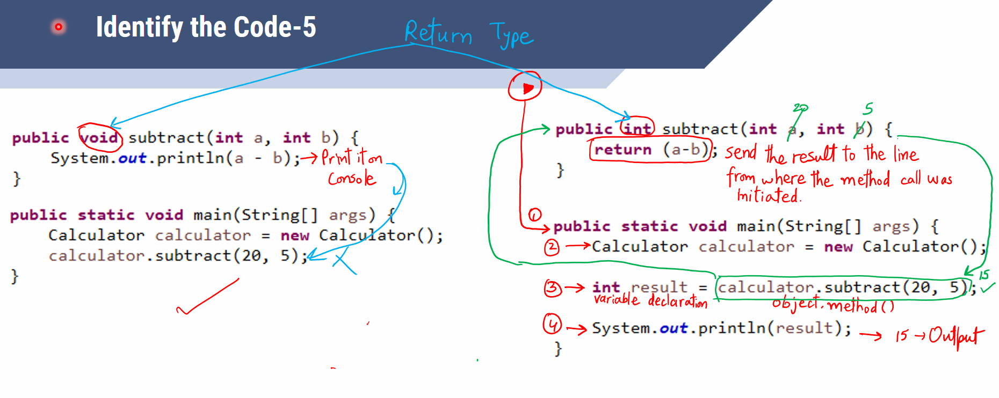 Identify the Code-5
Return Type
public void subtract(int a, int b) {
System.out.println(a - b); → Print it on
Console
}
public static void main(String[] args) {
Calculator calculator = new Calculator();
calculator.subtract(20, 5); X
}
20 5
public int subtract(int a, int b) {
return (a-b); send the result to the line
from where the method call was
Initiated.
}
① public static void main(String[] args) {
② → Calculator calculator = new Calculator();
15
③ → int result = calculator.subtract(20, 5);
variable declaration object.method()
④ → System.out.println(result); → 15 → Output
}